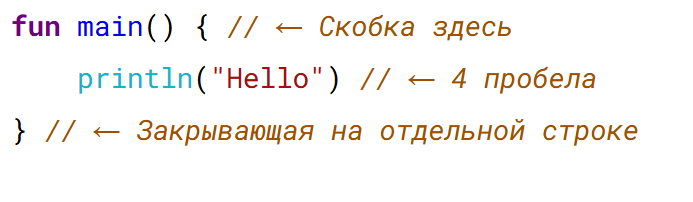 fun main() { // ← Скобка здесь
    println("Hello") // ← 4 пробела
} // ← Закрывающая на отдельной строке